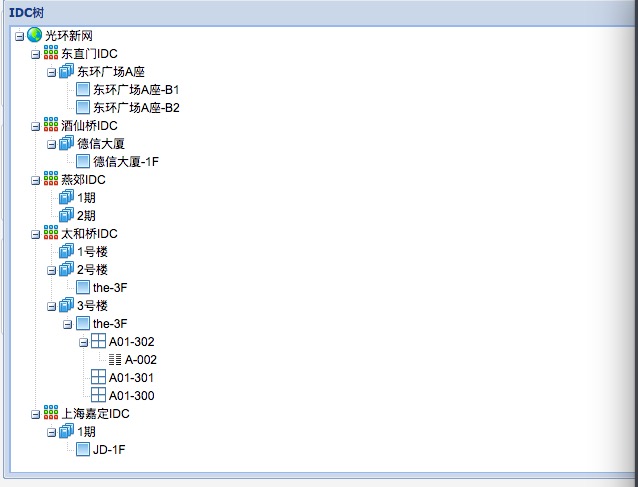 IDC树
光环新网
东直门IDC
东环广场A座
东环广场A座-B1
东环广场A座-B2
酒仙桥IDC
德信大厦
德信大厦-1F
燕郊IDC
1期
2期
太和桥IDC
1号楼
2号楼
the-3F
3号楼
the-3F
A01-302
A-002
A01-301
A01-300
上海嘉定IDC
1期
JD-1F